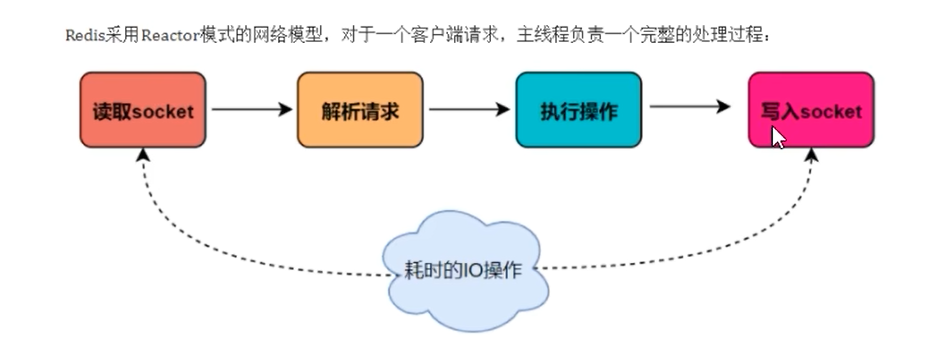 Redis采用Reactor模式的网络模型，对于一个客户端请求，主线程负责一个完整的处理过程：
读取socket
解析请求
执行操作
写入socket
耗时的IO操作